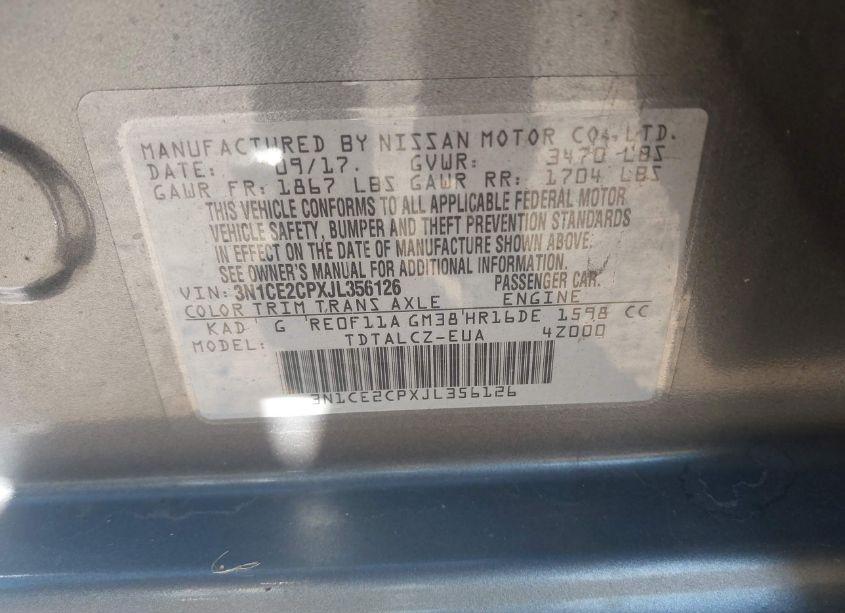 MANUFACTURED BY NISSAN MOTOR CO., LTD.
DATE: 09/17. GVWR: 3470 LBS
GAWR FR: 1867 LBS GAWR RR: 1704 LBS
THIS VEHICLE CONFORMS TO ALL APPLICABLE FEDERAL MOTOR
VEHICLE SAFETY, BUMPER AND THEFT PREVENTION STANDARDS
IN EFFECT ON THE DATE OF MANUFACTURE SHOWN ABOVE.
SEE OWNER'S MANUAL FOR ADDITIONAL INFORMATION.
VIN: 3N1CE2CPXJL356126 PASSENGER CAR.
COLOR TRIM TRANS AXLE ENGINE
KAD G RE0F11A GM38 HR16DE 1598 CC
MODEL: TDTALCZ-EUA 4Z000
3N1CE2CPXJL356126